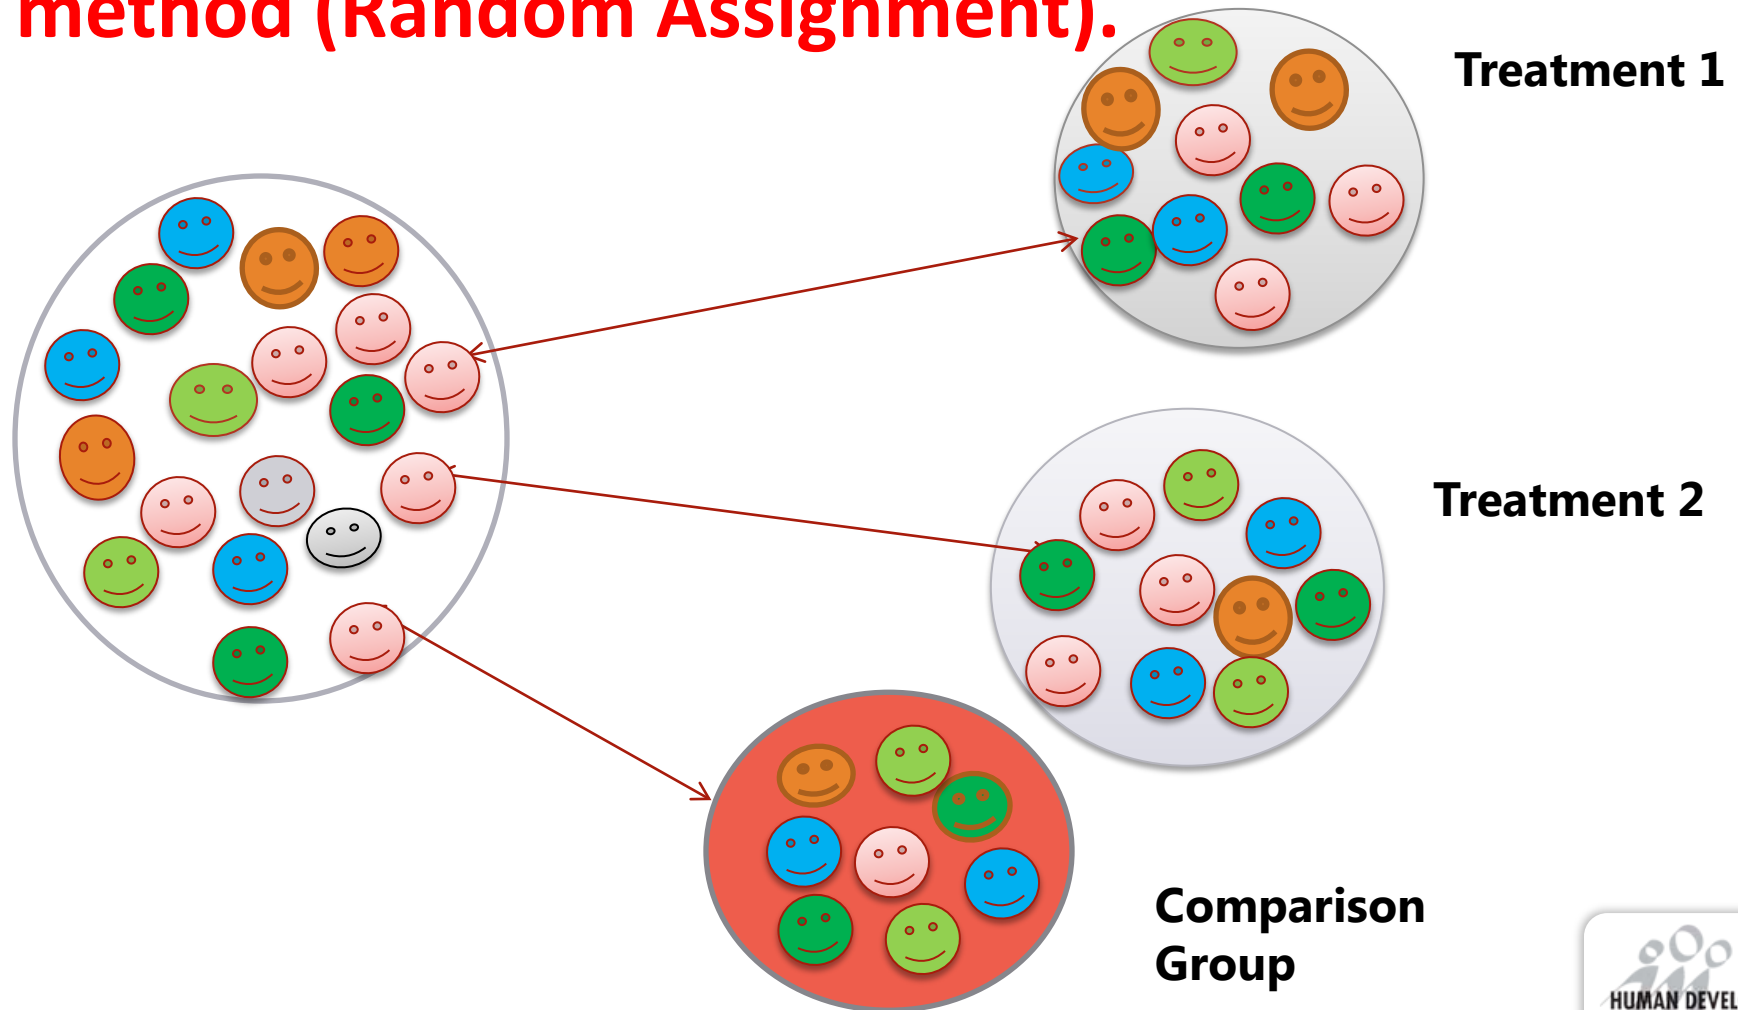 method (Random Assignment).
Treatment 1
Treatment 2
Comparison
Group
HUMAN DEVEL